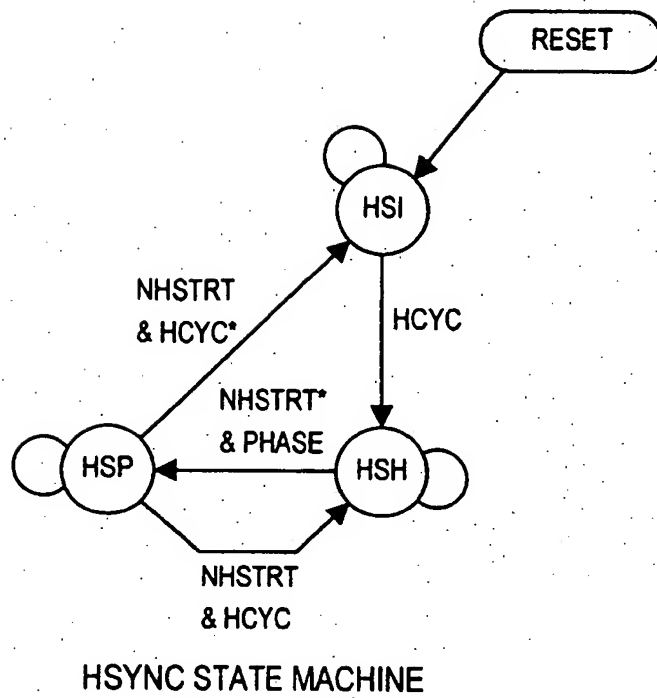 RESET
HSI
NHSTRT
& HCYC*
HCYC
NHSTRT*
& PHASE
HSP
HSH
NHSTRT
& HCYC
HSYNC STATE MACHINE